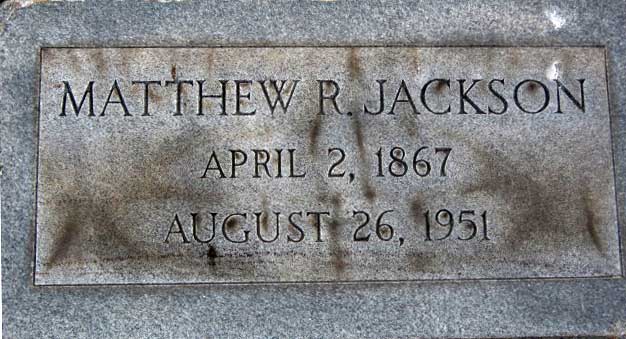 MATTHEW R. JACKSON
APRIL 2, 1867
AUGUST 26, 1951